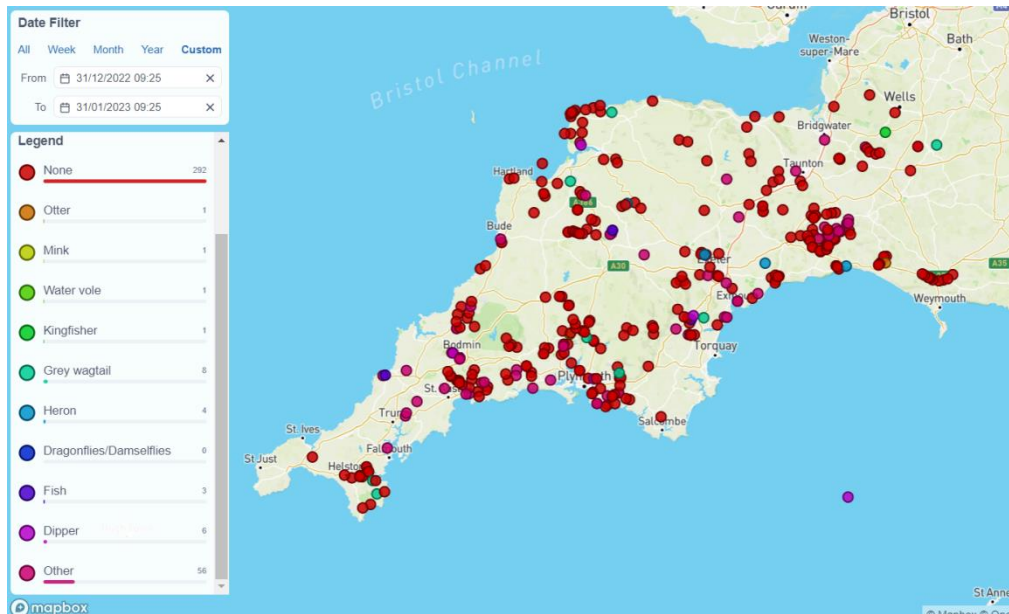 Date Filter
All Week Month Year Custom
From 31/12/2022 09:25
To 31/01/2023 09:25
Legend
None 292
Otter 1
Mink 1
Water vole 1
Kingfisher 1
Grey wagtail 8
Heron 4
Dragonflies/Damselflies 0
Fish 3
Dipper 6
Other 56
mapbox
Bristol Channel
Bristol
Weston-super-Mare
Bath
Wells
Bridgwater
Taunton
Hartland
A386
Bude
A30
Exeter
A35
Weymouth
Bodmin
Torquay
Plymouth
Salcombe
St Ives
St Just
Falmouth
Helston
St Anne
© Mapbox © Open